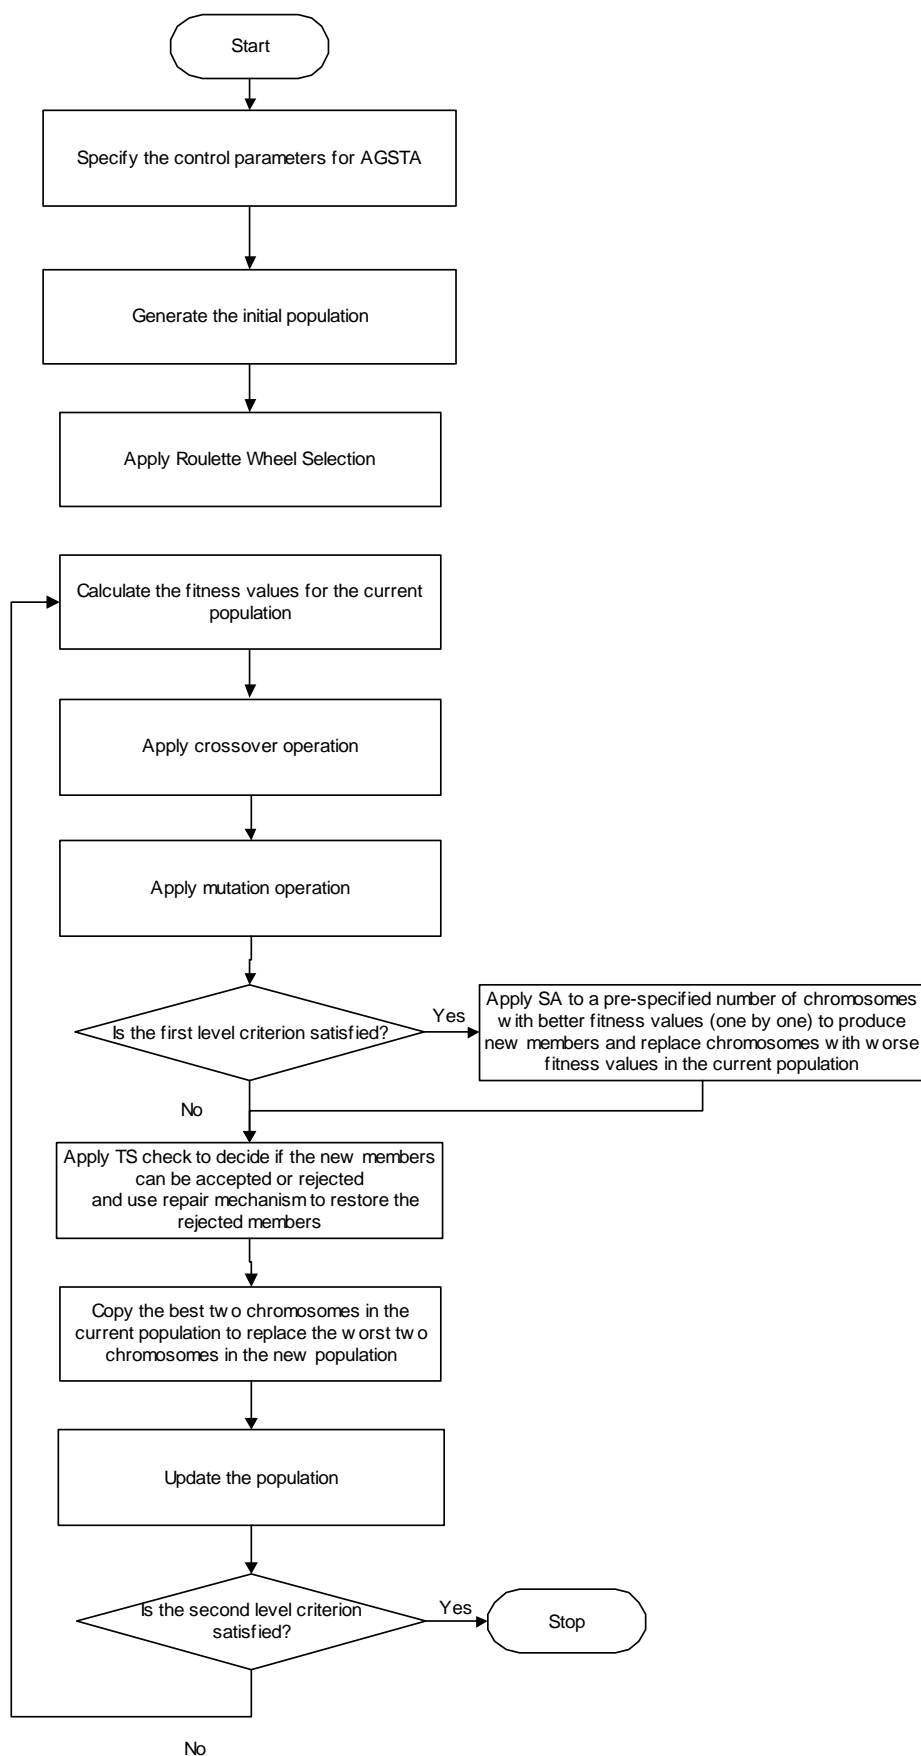 Start
Specify the control parameters for AGSTA
Generate the initial population
Apply Roulette Wheel Selection
Calculate the fitness values for the current
population
Apply crossover operation
Apply mutation operation
Is the first level criterion satisfied?
Yes
Apply SA to a pre-specified number of chromosomes
with better fitness values (one by one) to produce
new members and replace chromosomes with worse
fitness values in the current population
No
Apply TS check to decide if the new members
can be accepted or rejected
and use repair mechanism to restore the
rejected members
Copy the best two chromosomes in the
current population to replace the worst two
chromosomes in the new population
Update the population
Is the second level criterion
satisfied?
Yes
Stop
No